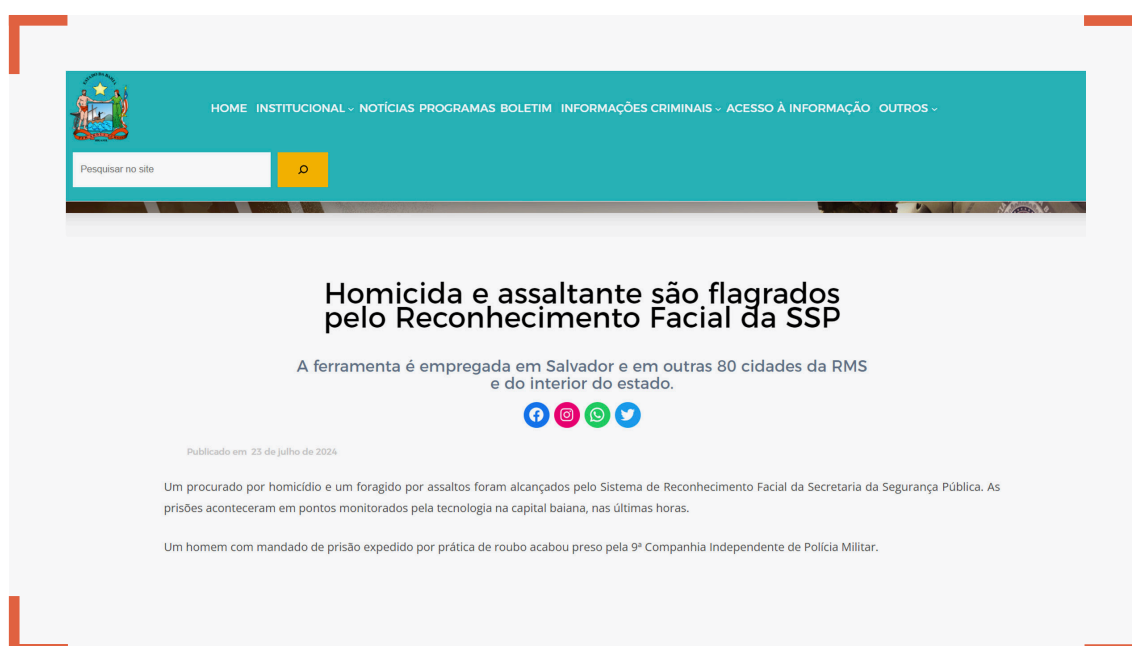 HOME INSTITUCIONAL NOTÍCIAS PROGRAMAS BOLETIM INFORMAÇÕES CRIMINAIS ACESSO À INFORMAÇÃO OUTROS
Pesquisar no site
Homicida e assaltante são flagrados
pelo Reconhecimento Facial da SSP
A ferramenta é empregada em Salvador e em outras 80 cidades da RMS
e do interior do estado.
Publicado em 23 de julho de 2024
Um procurado por homicídio e um foragido por assaltos foram alcançados pelo Sistema de Reconhecimento Facial da Secretaria da Segurança Pública. As
prisões aconteceram em pontos monitorados pela tecnologia na capital baiana, nas últimas horas.
Um homem com mandado de prisão expedido por prática de roubo acabou preso pela 9ª Companhia Independente de Polícia Militar.